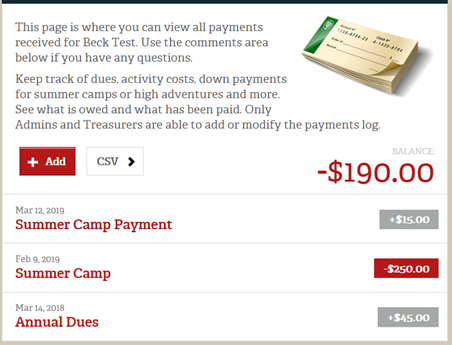 This page is where you can view all payments
received for Beck Test. Use the comments area
below if you have any questions.
Keep track of dues, activity costs, down payments
for summer camps or high adventures and more.
See what is owed and what has been paid. Only
Admins and Treasurers are able to add or modify the payments log.
+ Add
CSV
BALANCE:
-$190.00
Mar 12, 2019
Summer Camp Payment
+$15.00
Feb 9, 2019
Summer Camp
-$250.00
Mar 14, 2018
Annual Dues
+$45.00